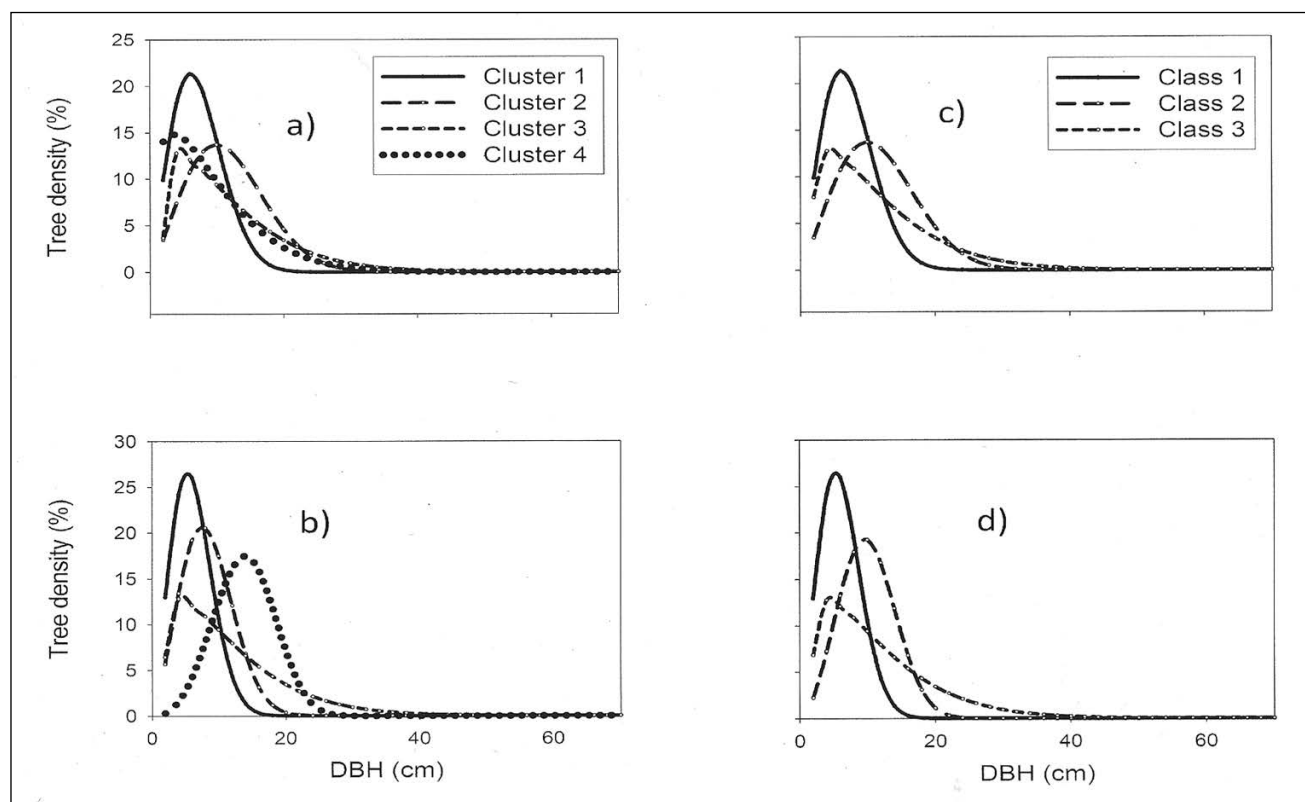 25
20
15
10
5
0
Tree density (%)
a)
Cluster 1
Cluster 2
Cluster 3
Cluster 4
c)
Class 1
Class 2
Class 3
30
25
20
15
10
5
0
Tree density (%)
b)
d)
0 20 40 60
DBH (cm)
0 20 40 60
DBH (cm)